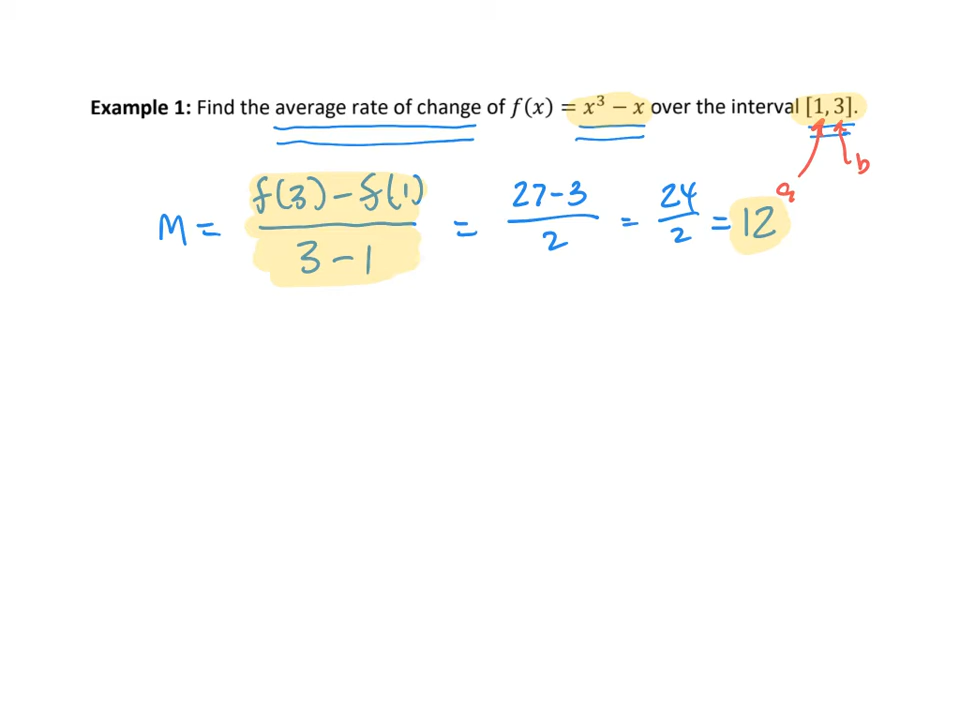 Example 1: Find the average rate of change of f(x) = x³ − x over the interval [1, 3].
a b
M = f(3) − f(1) / 3 − 1 = 27 − 3 / 2 = 24 / 2 = 12